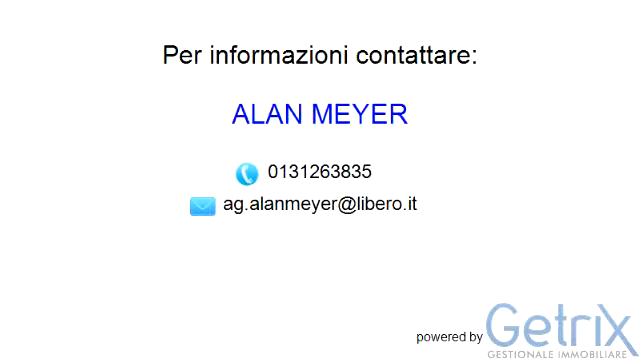 Per informazioni contattare:
ALAN MEYER
0131263835
ag.alanmeyer@libero.it
powered by Getrix
GESTIONALE IMMOBILIARE